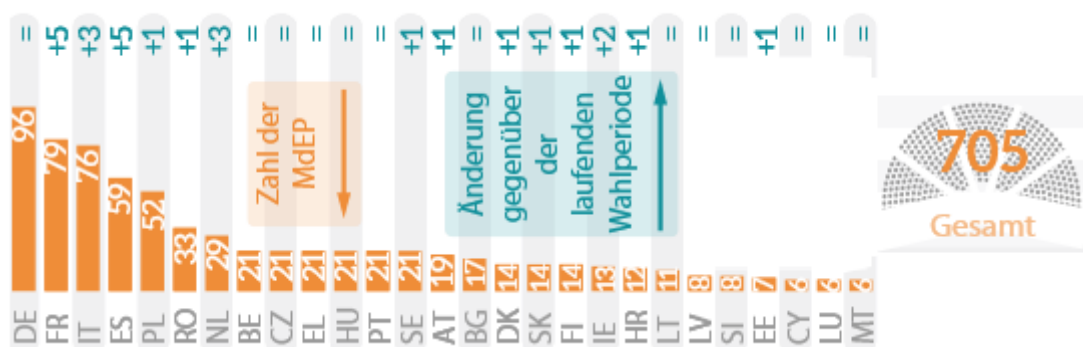 = +5 +3 +5 +1 +1 +3 = = = = = +1 +1 = +1 +1 +1 +2 +1 = = = +1 = = =
Zahl der
MdEP
Änderung
gegenüber
der
laufenden
Wahlperiode
96 79 76 59 52 33 29 21 21 21 21 21 21 19 17 14 14 14 13 12 11 8 8 7 6 6 6
DE FR IT ES PL RO NL BE CZ EL HU PT SE AT BG DK SK FI IE HR LT LV SI EE CY LU MT
705
Gesamt